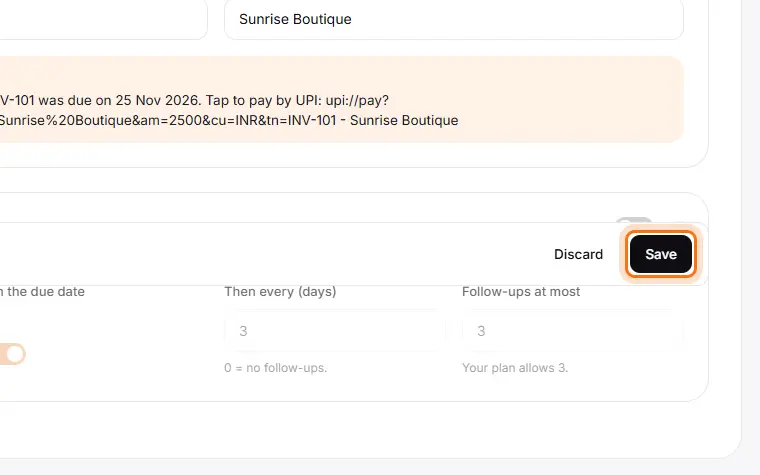 Sunrise Boutique
V-101 was due on 25 Nov 2026. Tap to pay by UPI: upi://pay?
Sunrise%20Boutique&am=2500&cu=INR&tn=INV-101 - Sunrise Boutique
Discard Save
the due date Then every (days) Follow-ups at most
3 3
0 = no follow-ups. Your plan allows 3.